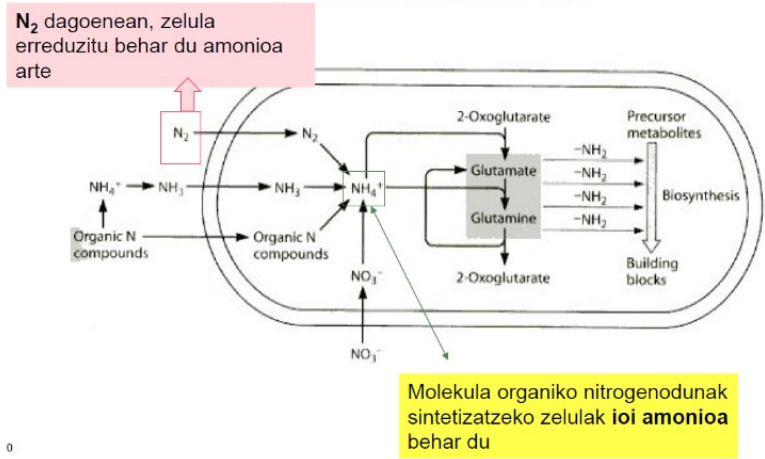 N₂ dagoenean, zelula
erreduzitu behar du amonioa
arte
2-Oxoglutarate
Precursor
metabolites
N₂
N₂
–NH₂
Glutamate
–NH₂
NH₄⁺
NH₃
NH₃
NH₄⁺
–NH₂
Biosynthesis
Glutamine
–NH₂
Organic N
compounds
Organic N
compounds
NO₃⁻
2-Oxoglutarate
Building
blocks
NO₃⁻
Molekula organiko nitrogenodunak
sintetizatzeko zelulak ioi amonioa
behar du
0